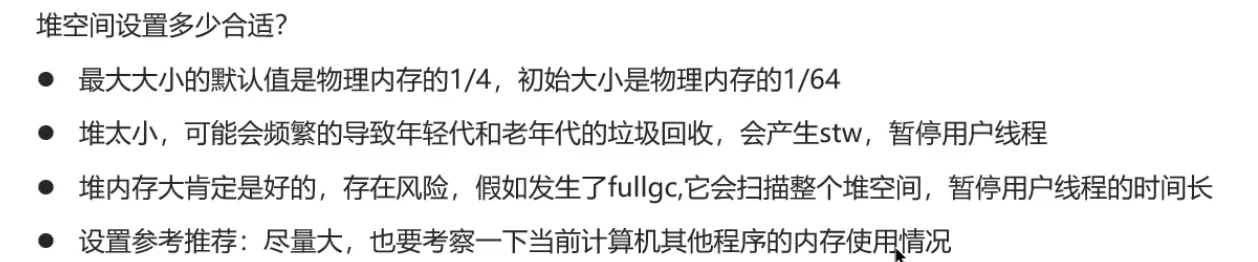 堆空间设置多少合适？
● 最大大小的默认值是物理内存的1/4，初始大小是物理内存的1/64
● 堆太小，可能会频繁的导致年轻代和老年代的垃圾回收，会产生stw，暂停用户线程
● 堆内存大肯定是好的，存在风险，假如发生了fullgc,它会扫描整个堆空间，暂停用户线程的时间长
● 设置参考推荐：尽量大，也要考察一下当前计算机其他程序的内存使用情况